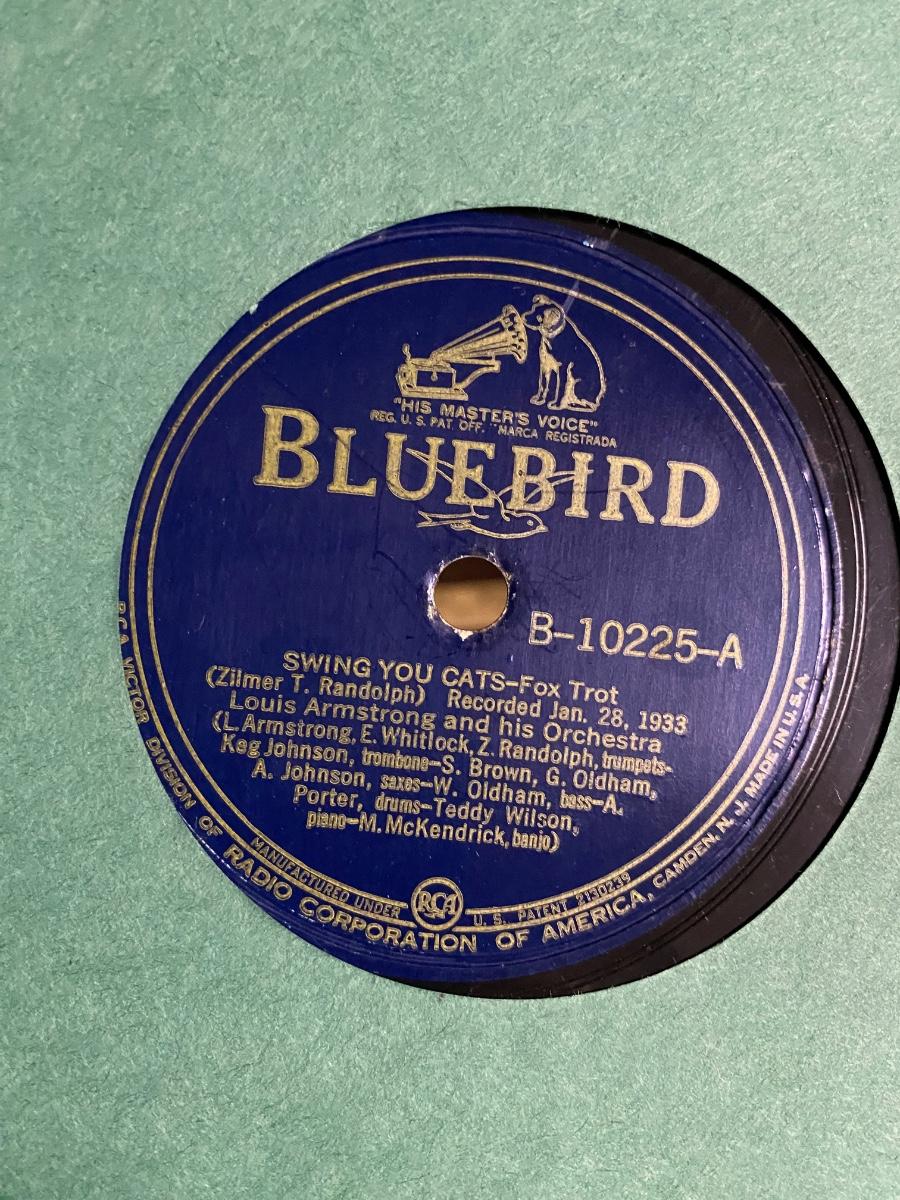 "HIS MASTER'S VOICE"
REG. U. S. PAT. OFF. "MARCA REGISTRADA
BLUEBIRD
B-10225-A
SWING YOU CATS-Fox Trot
(Zilmer T. Randolph) Recorded Jan. 28, 1933
Louis Armstrong and his Orchestra
(L. Armstrong, E. Whitlock, Z. Randolph, trumpets-
Keg Johnson, trombone-S. Brown, G. Oldham,
A. Johnson, saxes-W. Oldham, bass-A.
Porter, drums-Teddy Wilson,
piano-M. McKendrick, banjo)
MANUFACTURED UNDER RCA U. S. PATENT 2130239
RCA VICTOR DIVISION OF RADIO CORPORATION OF AMERICA, CAMDEN, N. J. MADE IN U. S. A.